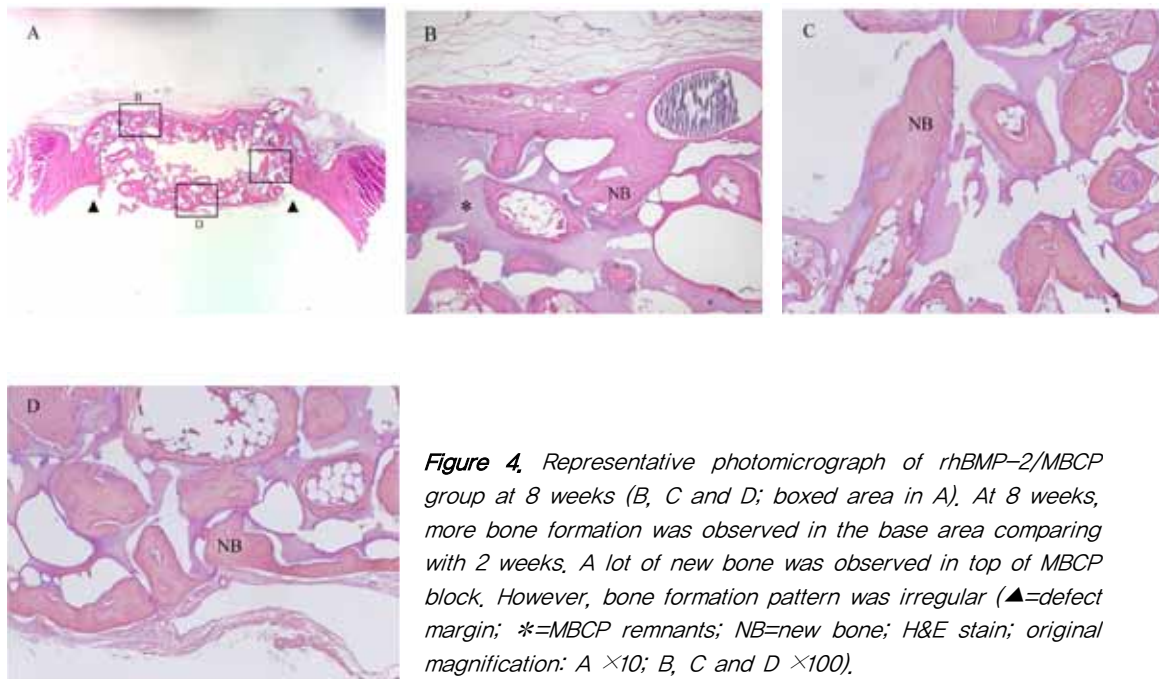 A
B
C
B
C
D
▲
▲
*
NB
NB
D
NB
Figure 4. Representative photomicrograph of rhBMP-2/MBCP
group at 8 weeks (B, C and D; boxed area in A). At 8 weeks,
more bone formation was observed in the base area comparing
with 2 weeks. A lot of new bone was observed in top of MBCP
block. However, bone formation pattern was irregular (▲=defect
margin; *=MBCP remnants; NB=new bone; H&E stain; original
magnification: A ×10; B, C and D ×100).